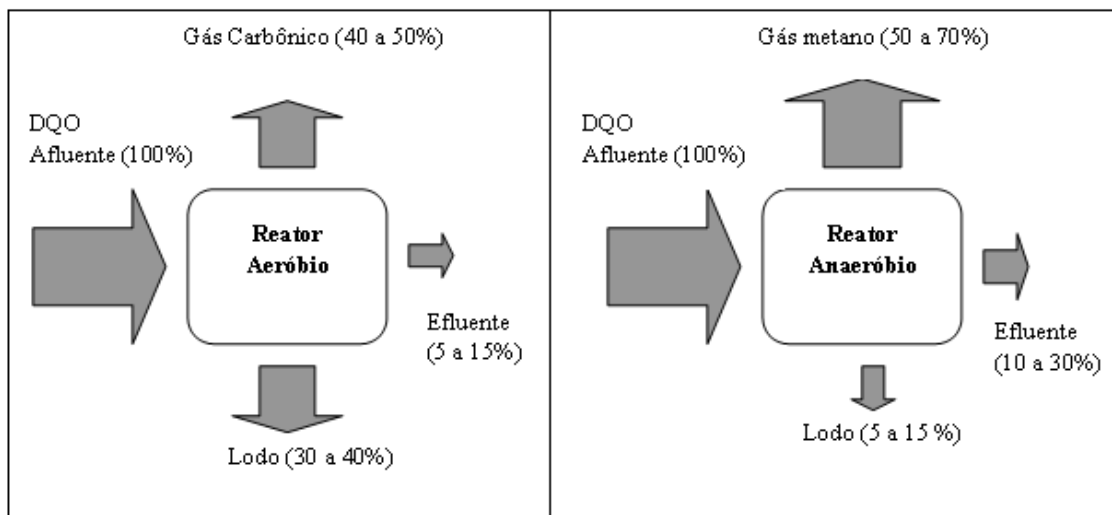 Gás Carbônico (40 a 50%)
DQO
Afluente (100%)
Reator
Aeróbio
Efluente
(5 a 15%)
Lodo (30 a 40%)
Gás metano (50 a 70%)
DQO
Afluente (100%)
Reator
Anaeróbio
Efluente
(10 a 30%)
Lodo (5 a 15 %)